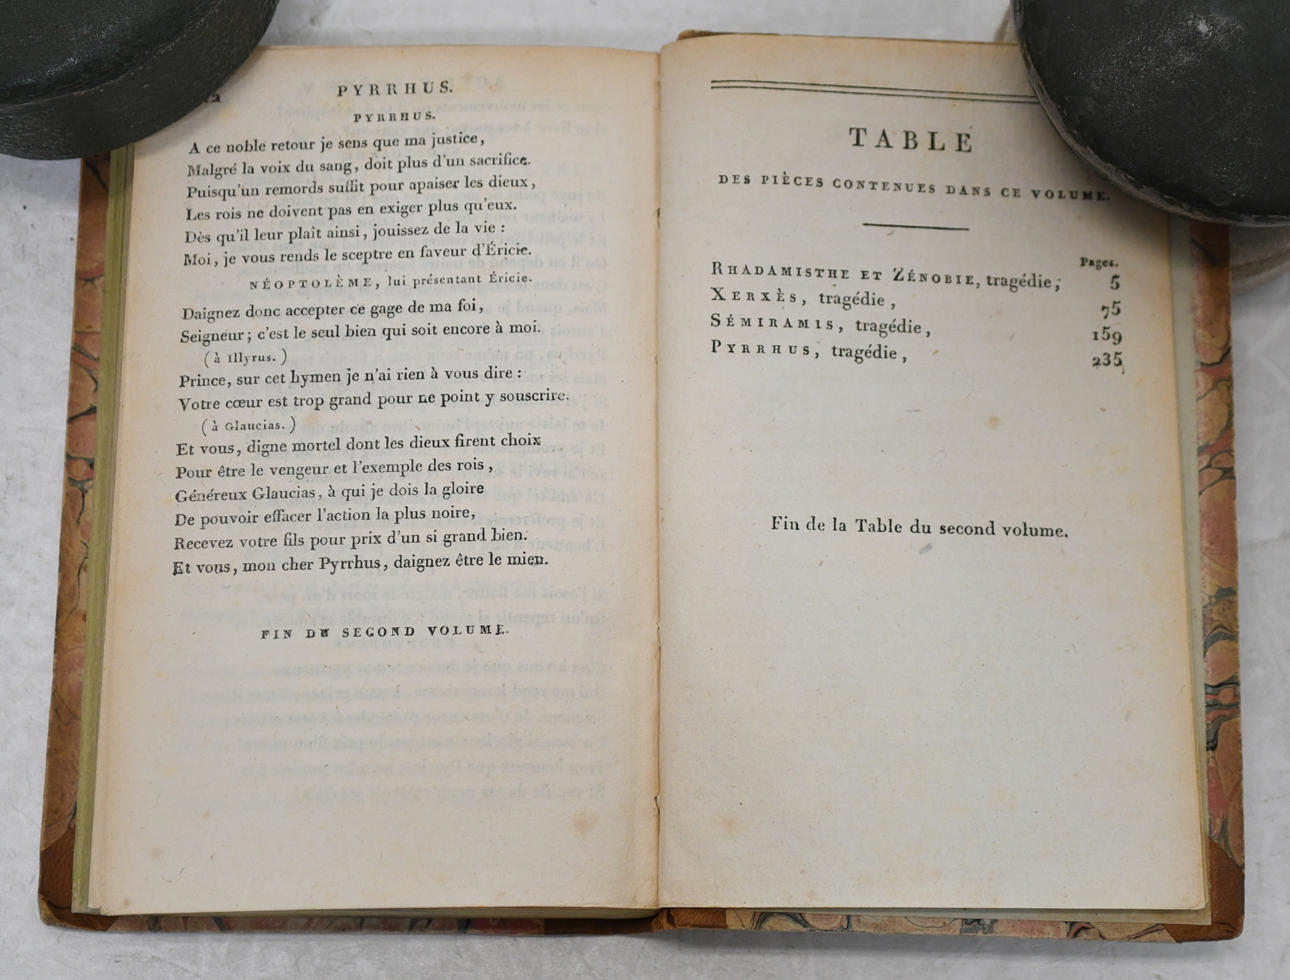 PYRRHUS.
PYRRHUS.
A ce noble retour je sens que ma justice,
Malgré la voix du sang, doit plus d'un sacrifice.
Puisqu'un remords suffit pour apaiser les dieux,
Les rois ne doivent pas en exiger plus qu'eux.
Dès qu'il leur plaît ainsi, jouissez de la vie :
Moi, je vous rends le sceptre en faveur d'Éricie.
NÉOPTOLÈME, lui présentant Éricie.
Daignez donc accepter ce gage de ma foi,
Seigneur ; c'est le seul bien qui soit encore à moi.
( à Illyrus. )
Prince, sur cet hymen je n'ai rien à vous dire :
Votre cœur est trop grand pour ne point y souscrire.
( à Glaucias. )
Et vous, digne mortel dont les dieux firent choix
Pour être le vengeur et l'exemple des rois,
Généreux Glaucias, à qui je dois la gloire
De pouvoir effacer l'action la plus noire,
Recevez votre fils pour prix d'un si grand bien.
Et vous, mon cher Pyrrhus, daignez être le mien.
FIN DU SECOND VOLUME.
TABLE
DES PIÈCES CONTENUES DANS CE VOLUME.
Pages.
RHADAMISTHE ET ZÉNOBIE, tragédie, 5
XERXÈS, tragédie, 75
SÉMIRAMIS, tragédie, 159
PYRRHUS, tragédie, 235
Fin de la Table du second volume.